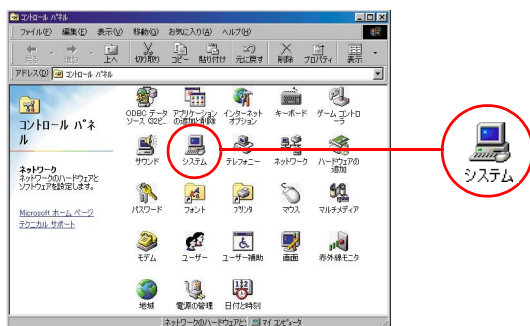 コントロール パネル
ファイル(F) 編集(E) 表示(V) 移動(G) お気に入り(A) ヘルプ(H)
戻る 進む 上へ 切り取り コピー 貼り付け 元に戻す 削除 プロパティ 表示
アドレス(D) コントロール パネル
コントロール パネ
ル
ネットワーク
ネットワークのハードウェアと
ソフトウェアを設定します。
Microsoft ホーム ページ
テクニカル サポート
ODBC データ
ソース (32ビ...
アプリケーション
の追加と削除
インターネット
オプション
キーボード
ゲーム コントロ
ーラ
サウンド
システム
テレフォニー
ネットワーク
ハードウェアの
追加
パスワード
フォント
プリンタ
マウス
マルチメディア
モデム
ユーザー
ユーザー補助
画面
赤外線モニタ
地域
電源の管理
日付と時刻
ネットワークのハードウェアと
マイ コンピュータ
システム